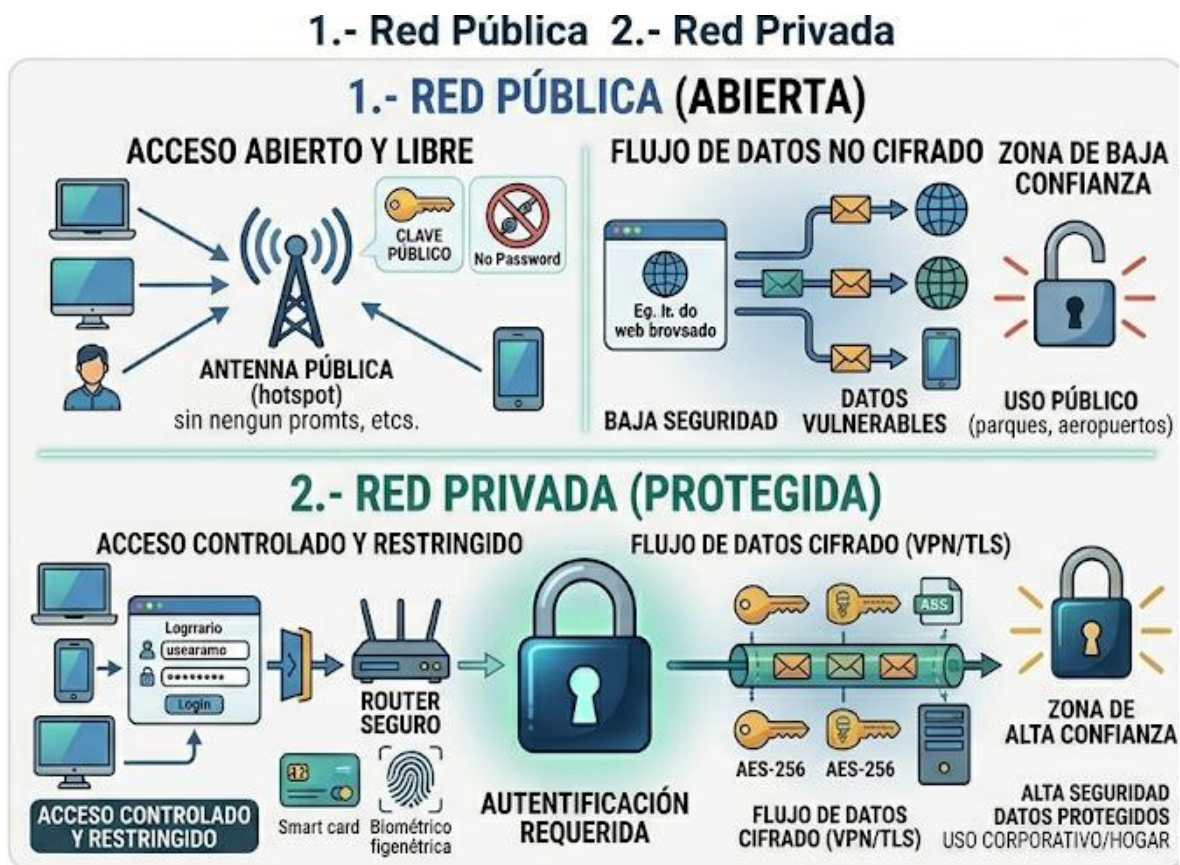 1.- Red Pública 2.- Red Privada
1.- RED PÚBLICA (ABIERTA)
ACCESO ABIERTO Y LIBRE
CLAVE
PÚBLICO
No Password
ANTENNA PÚBLICA
(hotspot)
sin nengun promts, etcs.
FLUJO DE DATOS NO CIFRADO
Eg. It. do
web brovsado
BAJA SEGURIDAD
DATOS
VULNERABLES
ZONA DE BAJA
CONFIANZA
USO PÚBLICO
(parques, aeropuertos)
2.- RED PRIVADA (PROTEGIDA)
ACCESO CONTROLADO Y RESTRINGIDO
Logrrario
usearamo
Login
ROUTER
SEGURO
ACCESO CONTROLADO
Y RESTRINGIDO
Smart card
Biométrico
figenétrica
AUTENTIFICACIÓN
REQUERIDA
FLUJO DE DATOS CIFRADO (VPN/TLS)
ASS
AES-256
AES-256
FLUJO DE DATOS
CIFRADO (VPN/TLS)
ZONA DE
ALTA CONFIANZA
ALTA SEGURIDAD
DATOS PROTEGIDOS
USO CORPORATIVO/HOGAR